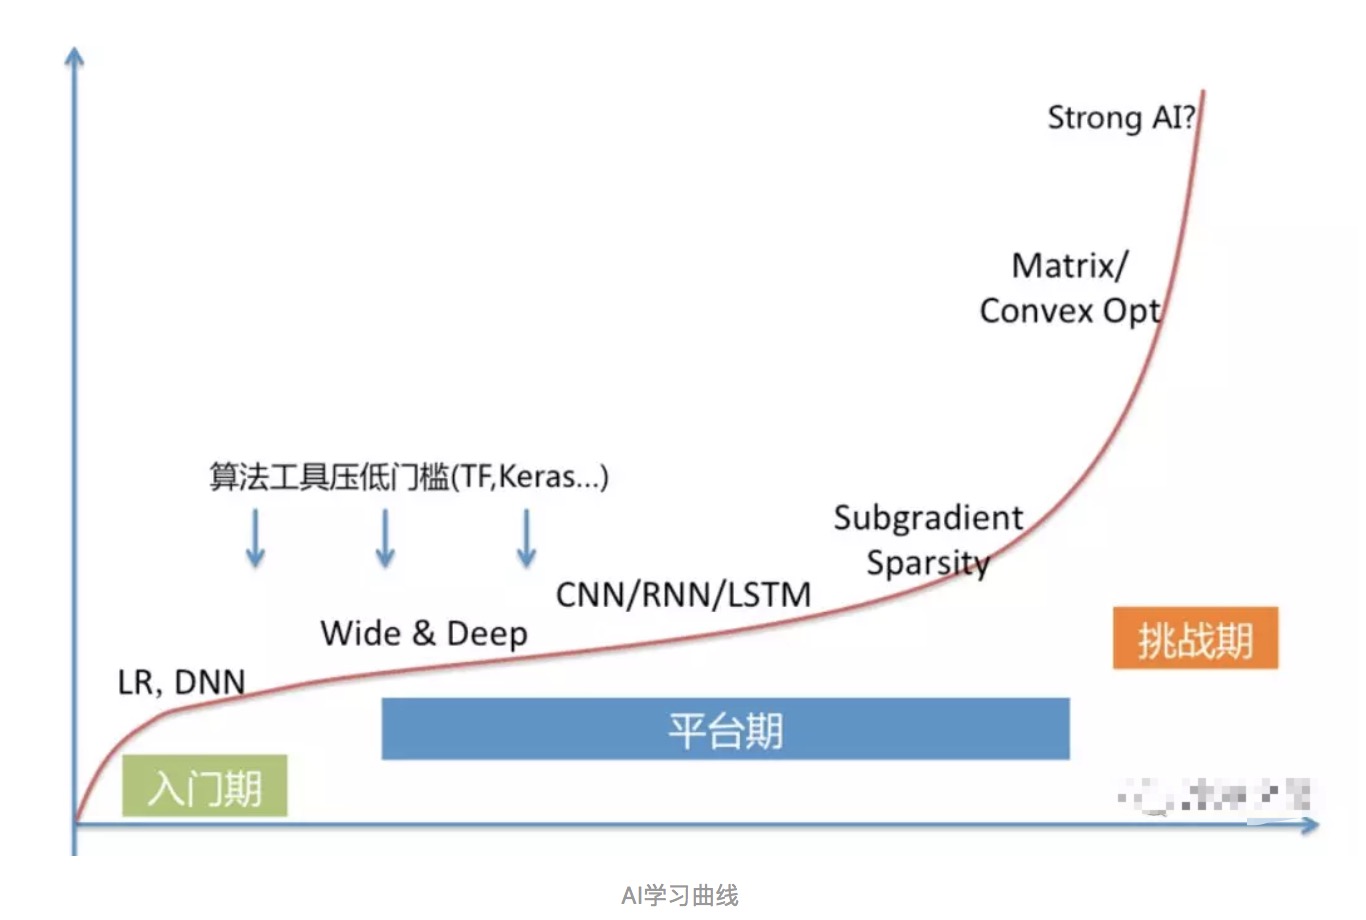 Strong AI?
Matrix/
Convex Opt
算法工具压低门槛(TF,Keras...)
Subgradient
Sparsity
CNN/RNN/LSTM
Wide & Deep
LR, DNN
挑战期
平台期
入门期
AI学习曲线